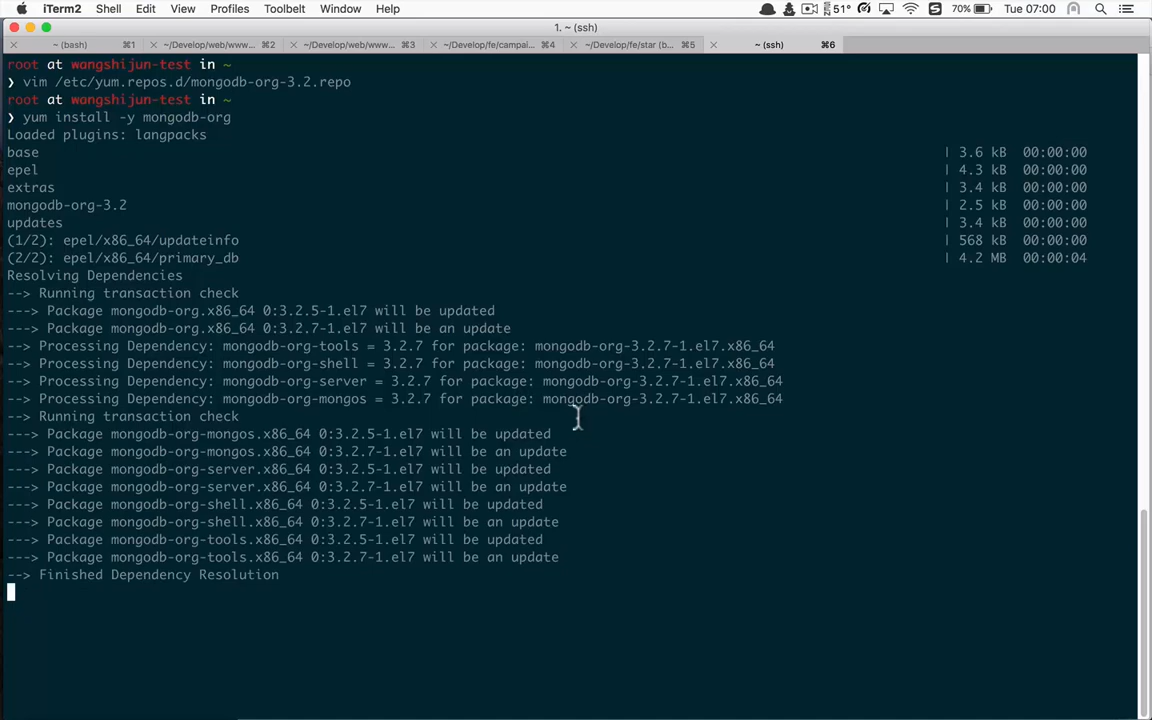 iTerm2 Shell Edit View Profiles Toolbelt Window Help 51° 70% Tue 07:00
1. ~ (ssh)
~ (bash) ⌘1 ~/Develop/web/www... ⌘2 ~/Develop/web/www... ⌘3 ~/Develop/fe/campai... ⌘4 ~/Develop/fe/star (b... ⌘5 ~ (ssh) ⌘6
root at wangshijun-test in ~
❯ vim /etc/yum.repos.d/mongodb-org-3.2.repo
root at wangshijun-test in ~
❯ yum install -y mongodb-org
Loaded plugins: langpacks
base | 3.6 kB 00:00:00
epel | 4.3 kB 00:00:00
extras | 3.4 kB 00:00:00
mongodb-org-3.2 | 2.5 kB 00:00:00
updates | 3.4 kB 00:00:00
(1/2): epel/x86_64/updateinfo | 568 kB 00:00:00
(2/2): epel/x86_64/primary_db | 4.2 MB 00:00:04
Resolving Dependencies
--> Running transaction check
---> Package mongodb-org.x86_64 0:3.2.5-1.el7 will be updated
---> Package mongodb-org.x86_64 0:3.2.7-1.el7 will be an update
--> Processing Dependency: mongodb-org-tools = 3.2.7 for package: mongodb-org-3.2.7-1.el7.x86_64
--> Processing Dependency: mongodb-org-shell = 3.2.7 for package: mongodb-org-3.2.7-1.el7.x86_64
--> Processing Dependency: mongodb-org-server = 3.2.7 for package: mongodb-org-3.2.7-1.el7.x86_64
--> Processing Dependency: mongodb-org-mongos = 3.2.7 for package: mongodb-org-3.2.7-1.el7.x86_64
--> Running transaction check
---> Package mongodb-org-mongos.x86_64 0:3.2.5-1.el7 will be updated
---> Package mongodb-org-mongos.x86_64 0:3.2.7-1.el7 will be an update
---> Package mongodb-org-server.x86_64 0:3.2.5-1.el7 will be updated
---> Package mongodb-org-server.x86_64 0:3.2.7-1.el7 will be an update
---> Package mongodb-org-shell.x86_64 0:3.2.5-1.el7 will be updated
---> Package mongodb-org-shell.x86_64 0:3.2.7-1.el7 will be an update
---> Package mongodb-org-tools.x86_64 0:3.2.5-1.el7 will be updated
---> Package mongodb-org-tools.x86_64 0:3.2.7-1.el7 will be an update
--> Finished Dependency Resolution